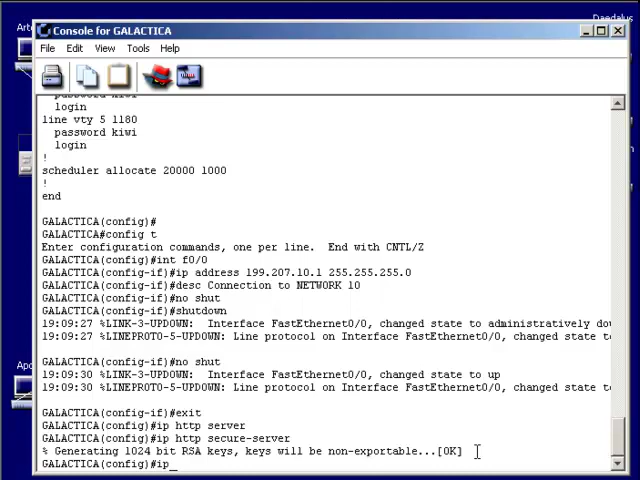 Daedalus
Arte
Console for GALACTICA
File Edit View Tools Help
password kiwi
login
line vty 5 1180
password kiwi
login
!
scheduler allocate 20000 1000
!
end
GALACTICA(config)#
GALACTICA#config t
Enter configuration commands, one per line.  End with CNTL/Z
GALACTICA(config)#int f0/0
GALACTICA(config-if)#ip address 199.207.10.1 255.255.255.0
GALACTICA(config-if)#desc Connection to NETWORK 10
GALACTICA(config-if)#no shut
GALACTICA(config-if)#shutdown
19:09:27 %LINK-3-UPDOWN:  Interface FastEthernet0/0, changed state to administratively do
19:09:27 %LINEPROTO-5-UPDOWN: Line protocol on Interface FastEthernet0/0, changed state to
GALACTICA(config-if)#no shut
19:09:30 %LINK-3-UPDOWN:  Interface FastEthernet0/0, changed state to up
19:09:30 %LINEPROTO-5-UPDOWN: Line protocol on Interface FastEthernet0/0, changed state to
Apo
GALACTICA(config-if)#exit
GALACTICA(config)#ip http server
GALACTICA(config)#ip http secure-server
% Generating 1024 bit RSA keys, keys will be non-exportable...[OK]
GALACTICA(config)#ip_